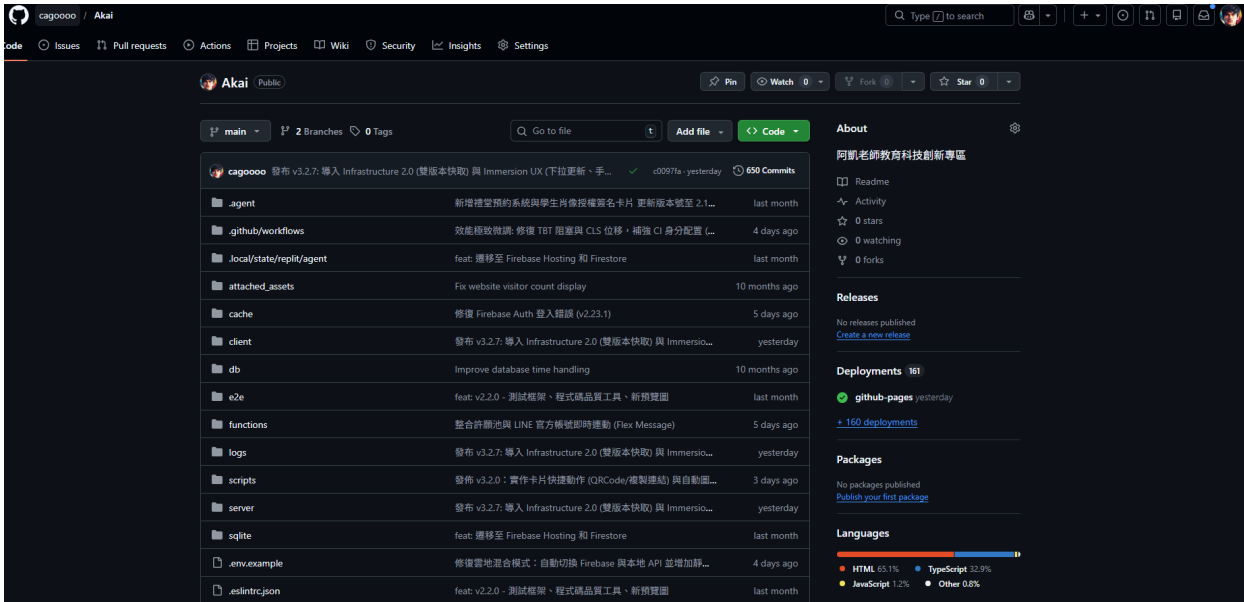 cagoooo / Akai
Type / to search
Code Issues Pull requests Actions Projects Wiki Security Insights Settings
Akai Public
Pin Watch 0 Fork 0 Star 0
main 2 Branches 0 Tags
Go to file t Add file Code
cagoooo 發布 v3.2.7: 導入 Infrastructure 2.0 (雙版本快取) 與 Immersion UX (下拉更新、手... c0097fa · yesterday 650 Commits
.agent 新增禮堂預約系統與學生肖像授權簽名卡片 更新版本號至 2.1... last month
.github/workflows 效能極致微調: 修復 TBT 阻塞與 CLS 位移，補強 CI 身分配置 (... 4 days ago
.local/state/replit/agent feat: 遷移至 Firebase Hosting 和 Firestore last month
attached_assets Fix website visitor count display 10 months ago
cache 修復 Firebase Auth 登入錯誤 (v2.23.1) 5 days ago
client 發布 v3.2.7: 導入 Infrastructure 2.0 (雙版本快取) 與 Immersio... yesterday
db Improve database time handling 10 months ago
e2e feat: v2.2.0 - 測試框架、程式碼品質工具、新預覽圖 last month
functions 整合許願池與 LINE 官方帳號即時連動 (Flex Message) 5 days ago
logs 發布 v3.2.7: 導入 Infrastructure 2.0 (雙版本快取) 與 Immersio... yesterday
scripts 發佈 v3.2.0：實作卡片快捷動作 (QRCode/複製連結) 與自動圖... 3 days ago
server 發布 v3.2.7: 導入 Infrastructure 2.0 (雙版本快取) 與 Immersio... yesterday
sqlite feat: 遷移至 Firebase Hosting 和 Firestore last month
.env.example 修復雲地混合模式：自動切換 Firebase 與本地 API 並增加靜... 4 days ago
.eslintrc.json feat: v2.2.0 - 測試框架、程式碼品質工具、新預覽圖 last month
About
阿凱老師教育科技創新專區
Readme
Activity
0 stars
0 watching
0 forks
Releases
No releases published
Create a new release
Deployments 161
github-pages yesterday
+ 160 deployments
Packages
No packages published
Publish your first package
Languages
HTML 65.1% TypeScript 32.9%
JavaScript 1.2% Other 0.8%